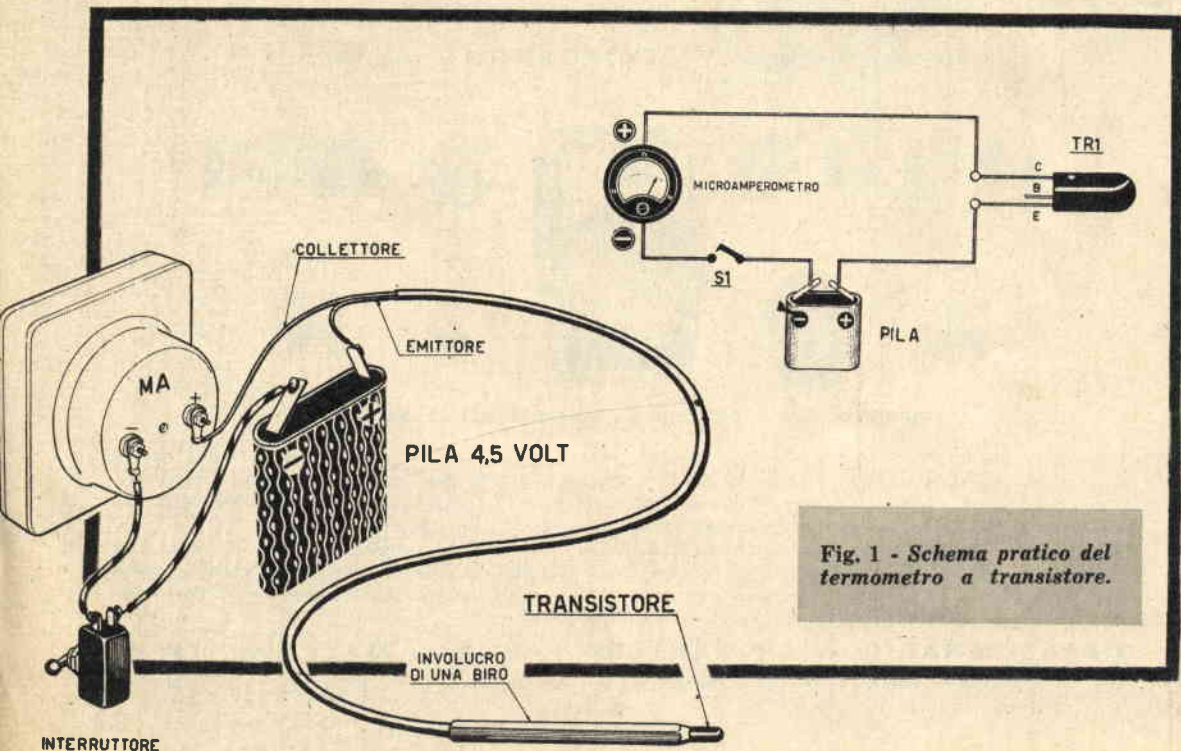 +
MICROAMPEROMETRO
-
S1
C
B
E
TR1
- +
PILA
COLLETTORE
EMITTORE
MA
- +
+
-
PILA 4,5 VOLT
Fig. 1 - Schema pratico del
termometro a transistore.
TRANSISTORE
INVOLUCRO
DI UNA BIRO
INTERRUTTORE